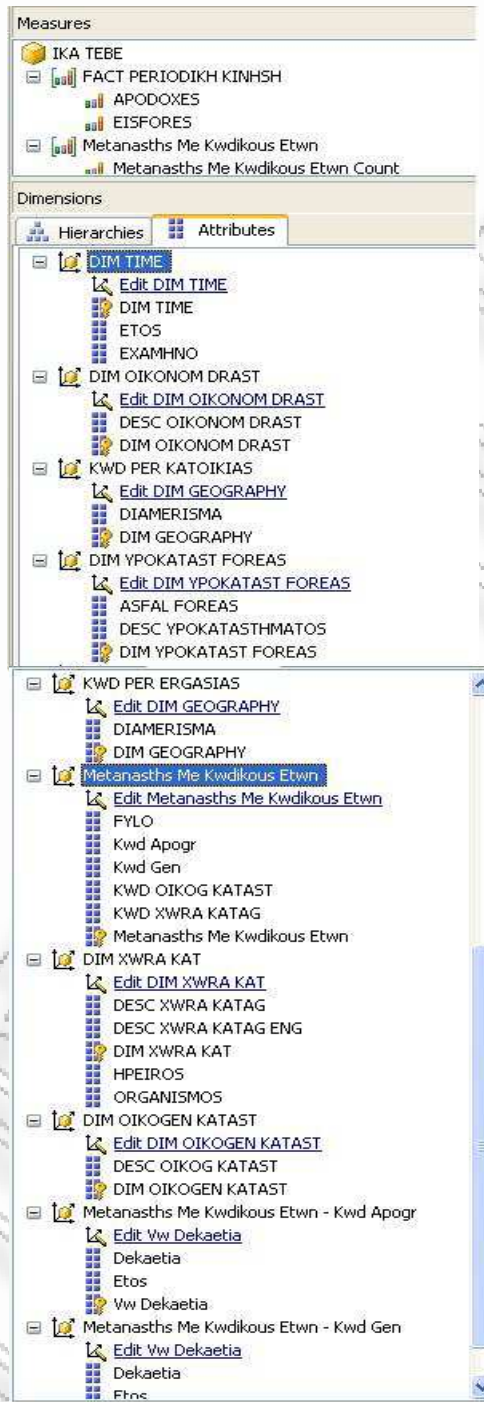 Measures
IKA TEBE
FACT PERIODIKH KINHSH
APODOXES
EISFORES
Metanasths Me Kwdikous Etwn
Metanasths Me Kwdikous Etwn Count
Dimensions
Hierarchies Attributes
DIM TIME
Edit DIM TIME
DIM TIME
ETOS
EXAMHNO
DIM OIKONOM DRAST
Edit DIM OIKONOM DRAST
DESC OIKONOM DRAST
DIM OIKONOM DRAST
KWD PER KATOIKIAS
Edit DIM GEOGRAPHY
DIAMERISMA
DIM GEOGRAPHY
DIM YPOKATAST FOREAS
Edit DIM YPOKATAST FOREAS
ASFAL FOREAS
DESC YPOKATASTHMATOS
DIM YPOKATAST FOREAS
KWD PER ERGASIAS
Edit DIM GEOGRAPHY
DIAMERISMA
DIM GEOGRAPHY
Metanasths Me Kwdikous Etwn
Edit Metanasths Me Kwdikous Etwn
FYLO
Kwd Apogr
Kwd Gen
KWD OIKOG KATAST
KWD XWRA KATAG
Metanasths Me Kwdikous Etwn
DIM XWRA KAT
Edit DIM XWRA KAT
DESC XWRA KATAG
DESC XWRA KATAG ENG
DIM XWRA KAT
HPEIROS
ORGANISMOS
DIM OIKOGEN KATAST
Edit DIM OIKOGEN KATAST
DESC OIKOG KATAST
DIM OIKOGEN KATAST
Metanasths Me Kwdikous Etwn - Kwd Apogr
Edit Vw Dekaetia
Dekaetia
Etos
Vw Dekaetia
Metanasths Me Kwdikous Etwn - Kwd Gen
Edit Vw Dekaetia
Dekaetia
Etos